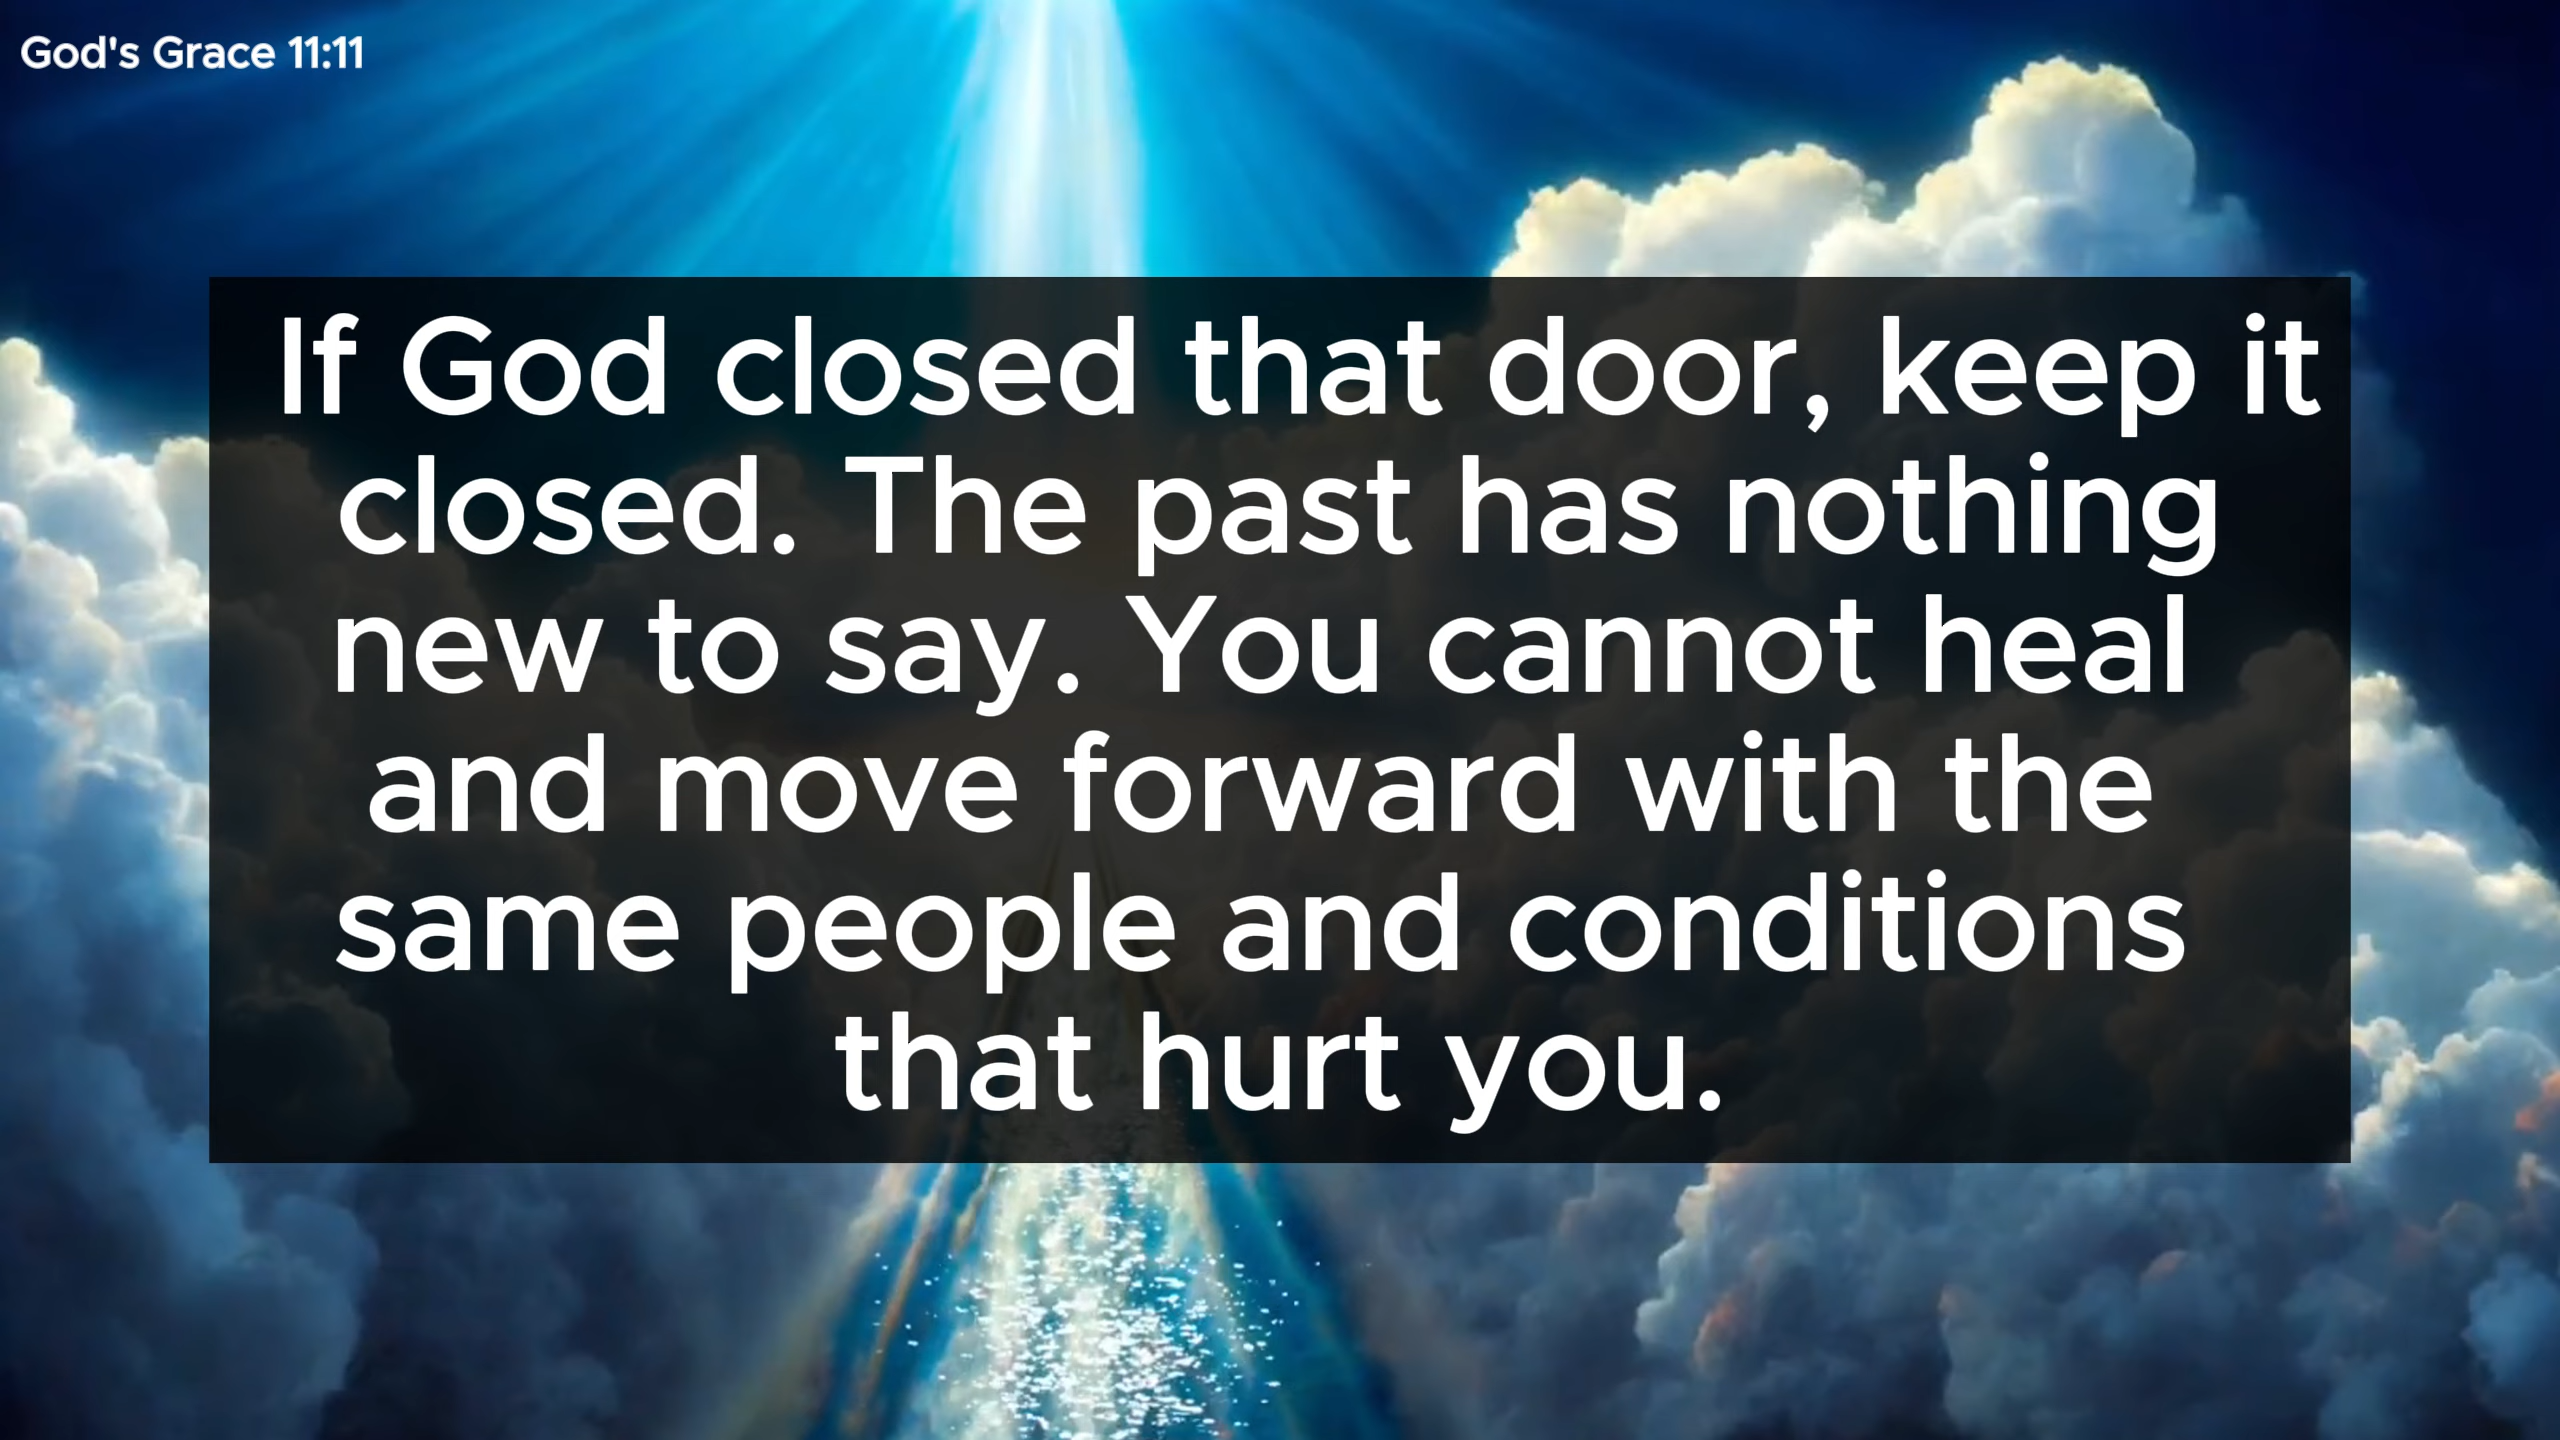 God's Grace 11:11
If God closed that door, keep it
closed. The past has nothing
new to say. You cannot heal
and move forward with the
same people and conditions
that hurt you.